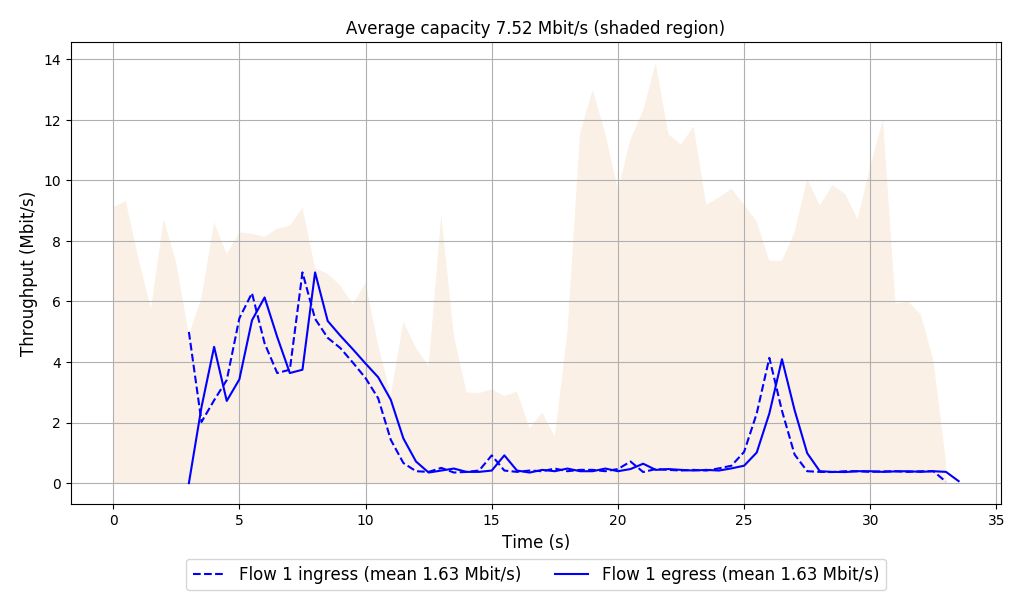 Average capacity 7.52 Mbit/s (shaded region)
14
12
10
8
6
4
2
0
Throughput (Mbit/s)
0 5 10 15 20 25 30 35
Time (s)
Flow 1 ingress (mean 1.63 Mbit/s) Flow 1 egress (mean 1.63 Mbit/s)